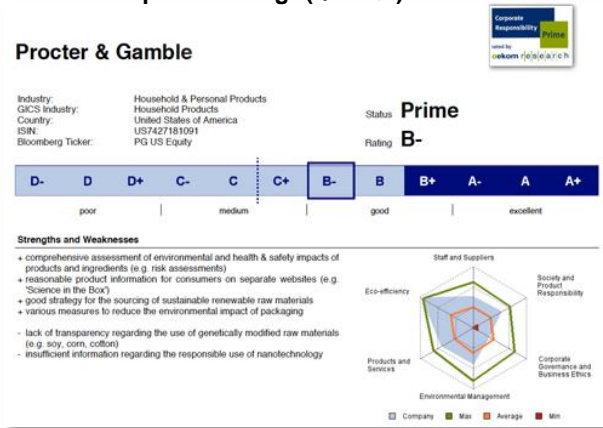 Corporate
Responsibility
Prime
rated by
oekom research
Procter & Gamble
Industry: Household & Personal Products
GICS Industry: Household Products
Country: United States of America
ISIN: US7427181091
Bloomberg Ticker: PG US Equity
Status Prime
Rating B-
D- D D+ C- C C+ B- B B+ A- A A+
poor medium good excellent
Strengths and Weaknesses
+ comprehensive assessment of environmental and health & safety impacts of
products and ingredients (e.g. risk assessments)
+ reasonable product information for consumers on separate websites (e.g.
'Science in the Box')
+ good strategy for the sourcing of sustainable renewable raw materials
+ various measures to reduce the environmental impact of packaging
- lack of transparency regarding the use of genetically modified raw materials
(e.g. soy, corn, cotton)
- insufficient information regarding the responsible use of nanotechnology
Staff and Suppliers
Society and
Product
Responsibility
Corporate
Governance and
Business Ethics
Environmental Management
Products and
Services
Eco-efficiency
Company Max Average Min